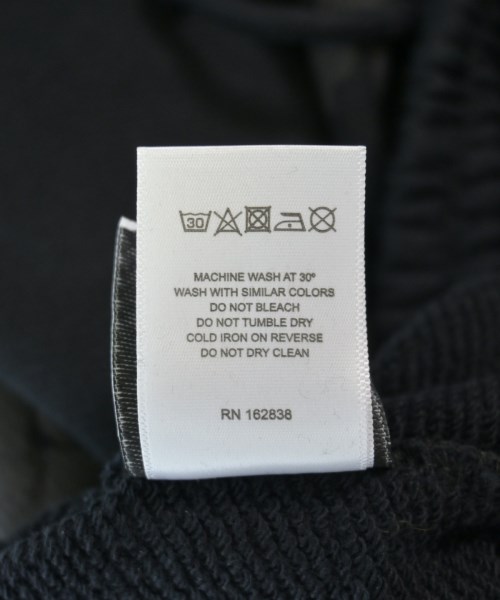 30
MACHINE WASH AT 30°
WASH WITH SIMILAR COLORS
DO NOT BLEACH
DO NOT TUMBLE DRY
COLD IRON ON REVERSE
DO NOT DRY CLEAN
RN 162838